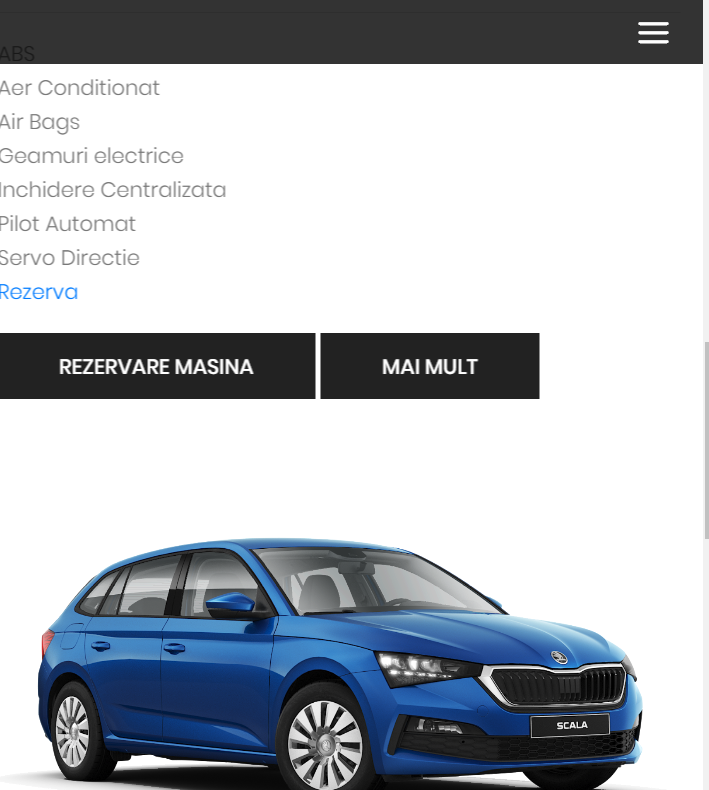 ABS
Aer Conditionat
Air Bags
Geamuri electrice
Inchidere Centralizata
Pilot Automat
Servo Directie
Rezerva
REZERVARE MASINA
MAI MULT
SCALA